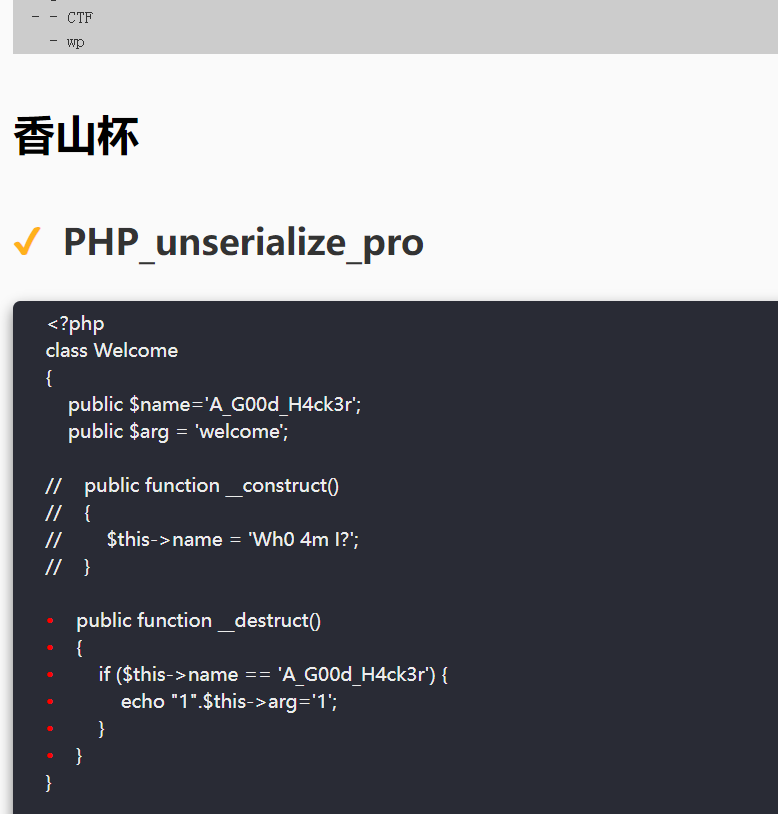 - - CTF
- wp
香山杯
✔ PHP_unserialize_pro
<?php
class Welcome
{
public $name='A_G00d_H4ck3r';
public $arg = 'welcome';
// public function __construct()
// {
// $this->name = 'Wh0 4m I?';
// }
• public function __destruct()
• {
• if ($this->name == 'A_G00d_H4ck3r') {
• echo "1".$this->arg='1';
• }
• }
}